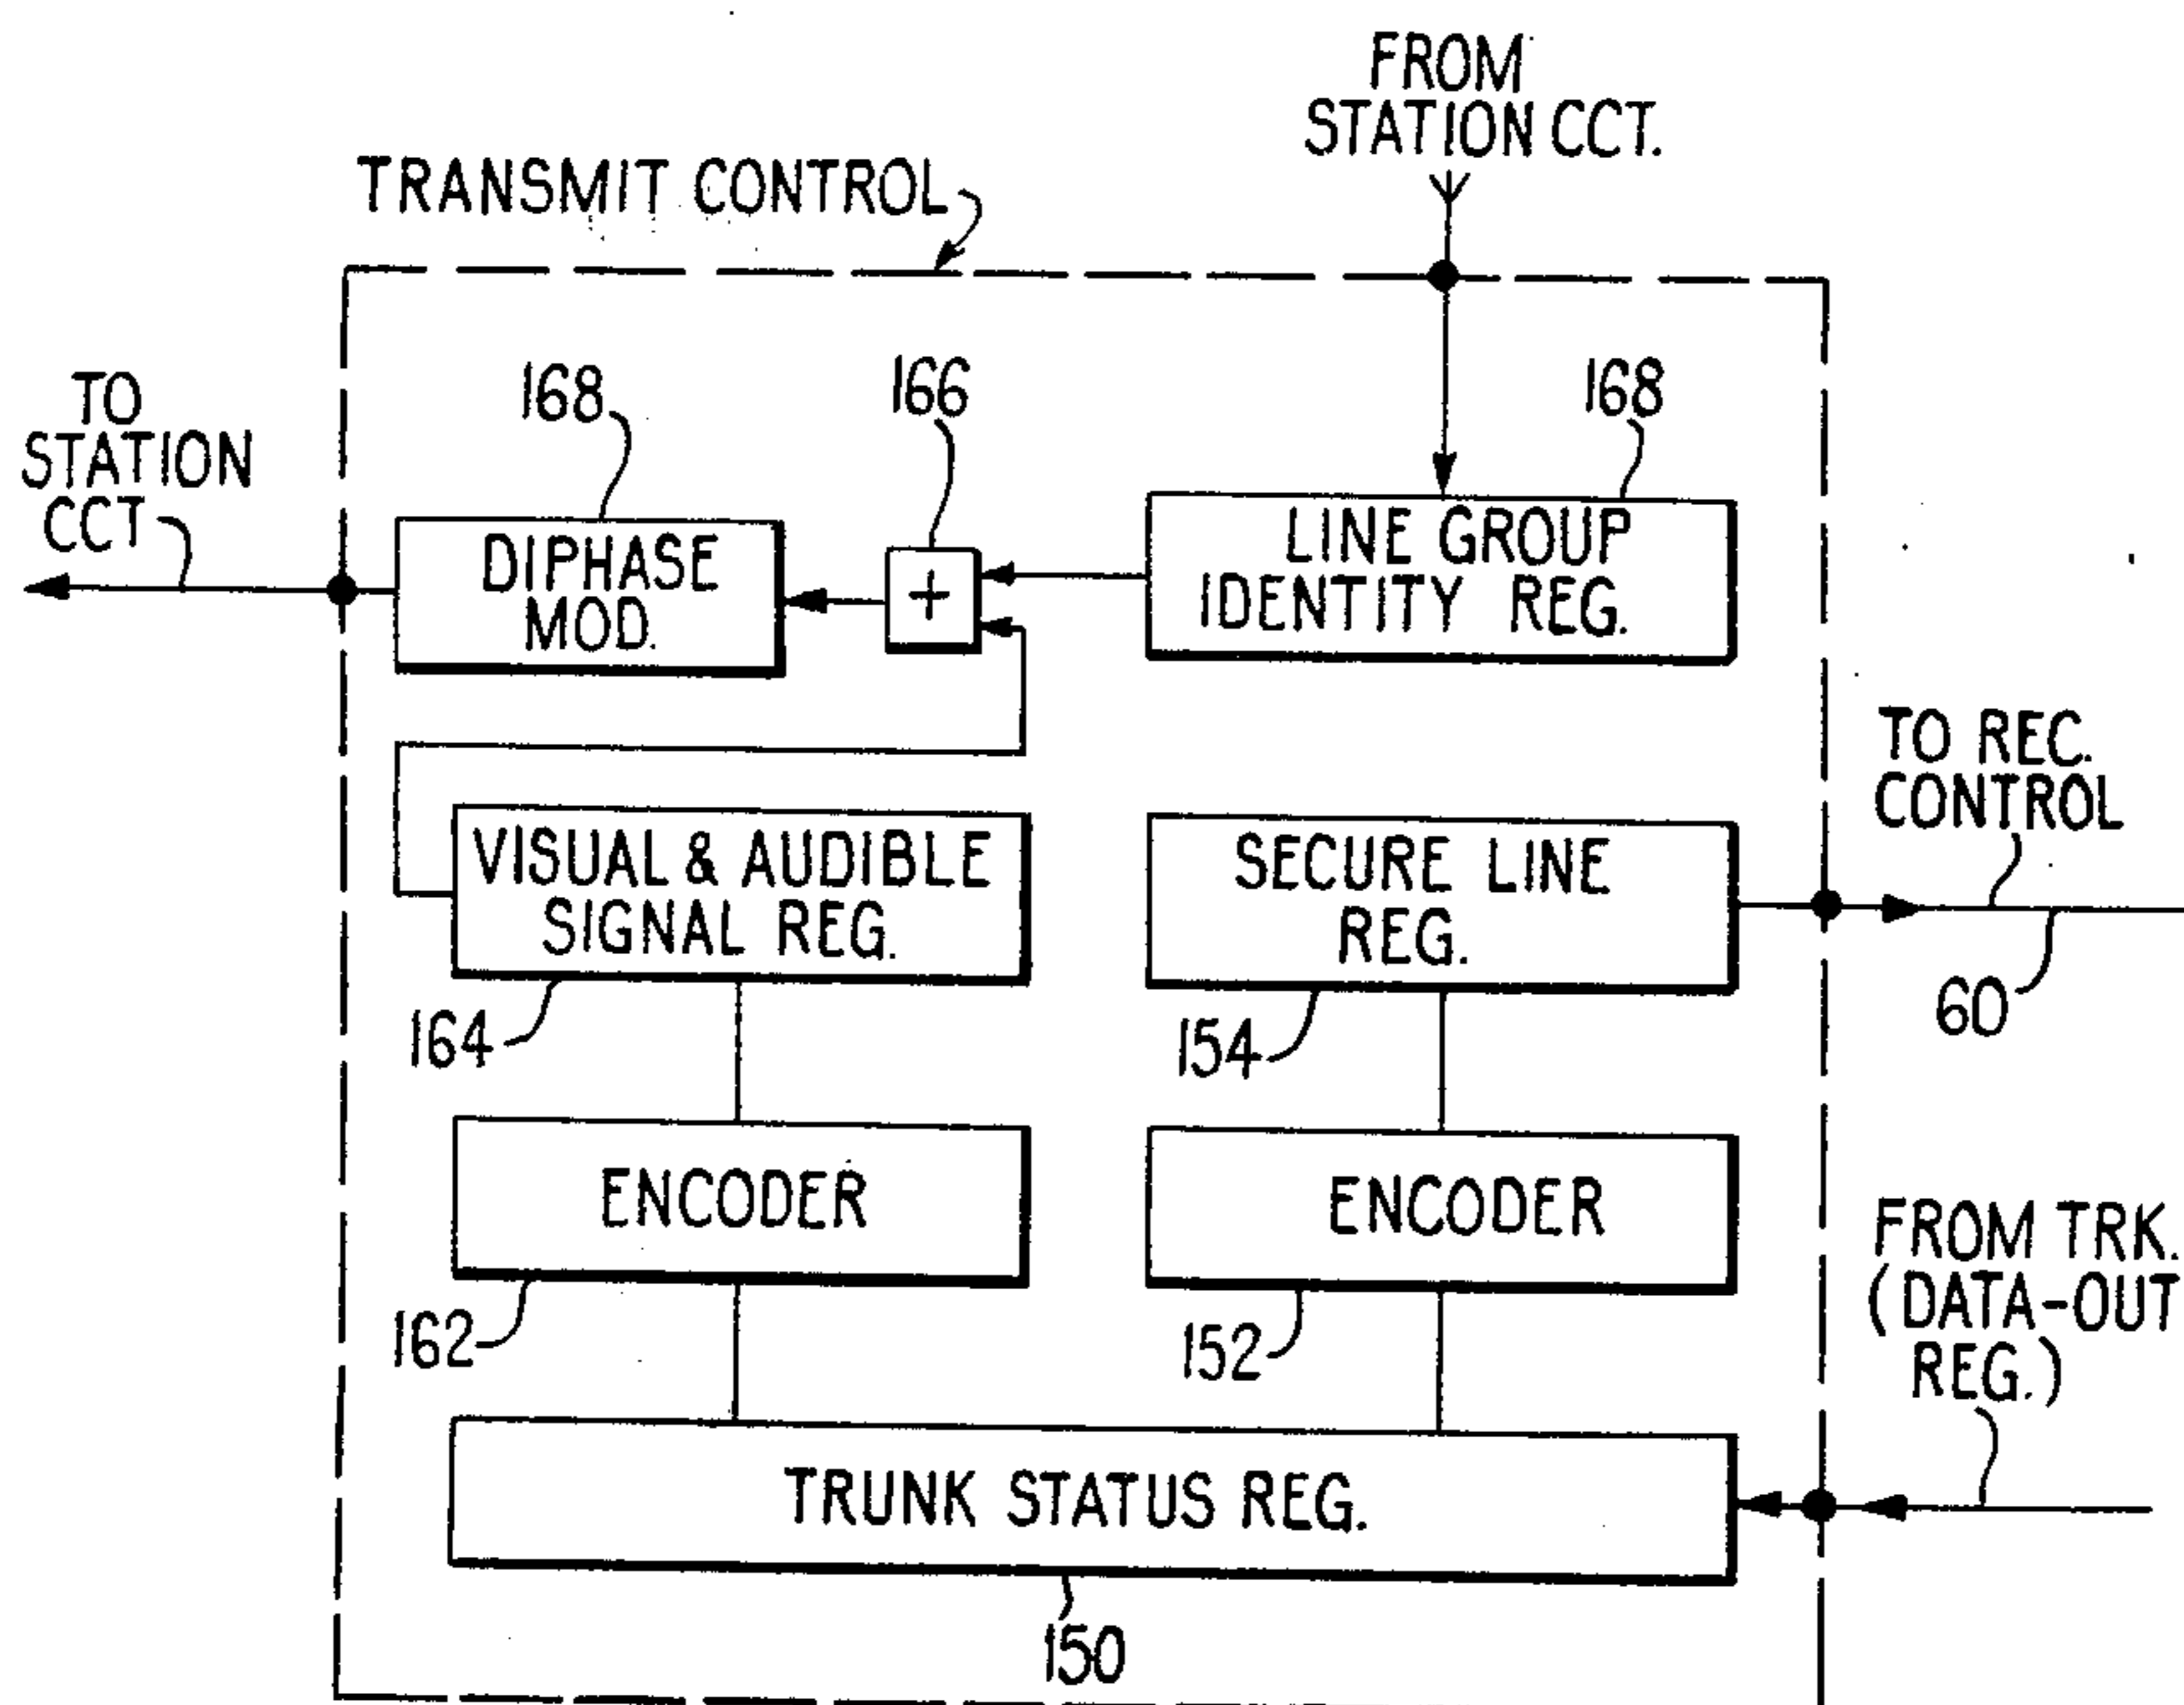 FROM
STATION CCT.
TRANSMIT CONTROL
TO
STATION
CCT
168
166
168
DIPHASE
MOD.
+
LINE GROUP
IDENTITY REG.
TO REC.
CONTROL
VISUAL & AUDIBLE
SIGNAL REG.
SECURE LINE
REG.
60
164
154
ENCODER
ENCODER
FROM TRK.
(DATA-OUT
REG.)
162
152
TRUNK STATUS REG.
150